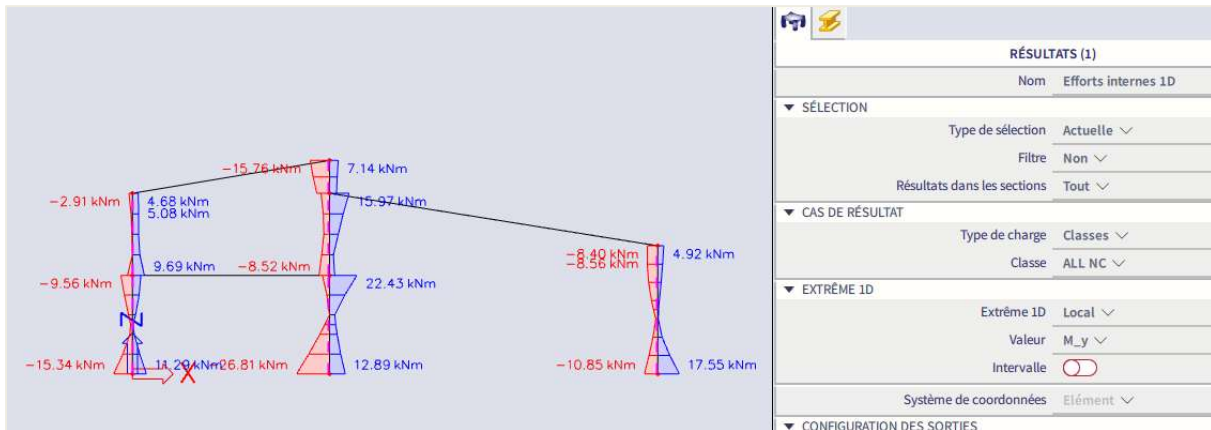 RÉSULTATS (1)
Nom Efforts internes 1D
SÉLECTION
Type de sélection Actuelle
Filtre Non
Résultats dans les sections Tout
CAS DE RÉSULTAT
Type de charge Classes
Classe ALL NC
EXTRÊME 1D
Extrême 1D Local
Valeur M_y
Intervalle
Système de coordonnées Elément
CONFIGURATION DES SORTIES
-15.76 kNm 7.14 kNm
-2.91 kNm 4.68 kNm 15.97 kNm
5.08 kNm
-8.40 kNm 4.92 kNm
-8.56 kNm
9.69 kNm -8.52 kNm
-9.56 kNm 22.43 kNm
Z
-15.34 kNm 11.29 kNm -26.81 kNm 12.89 kNm -10.85 kNm 17.55 kNm
X